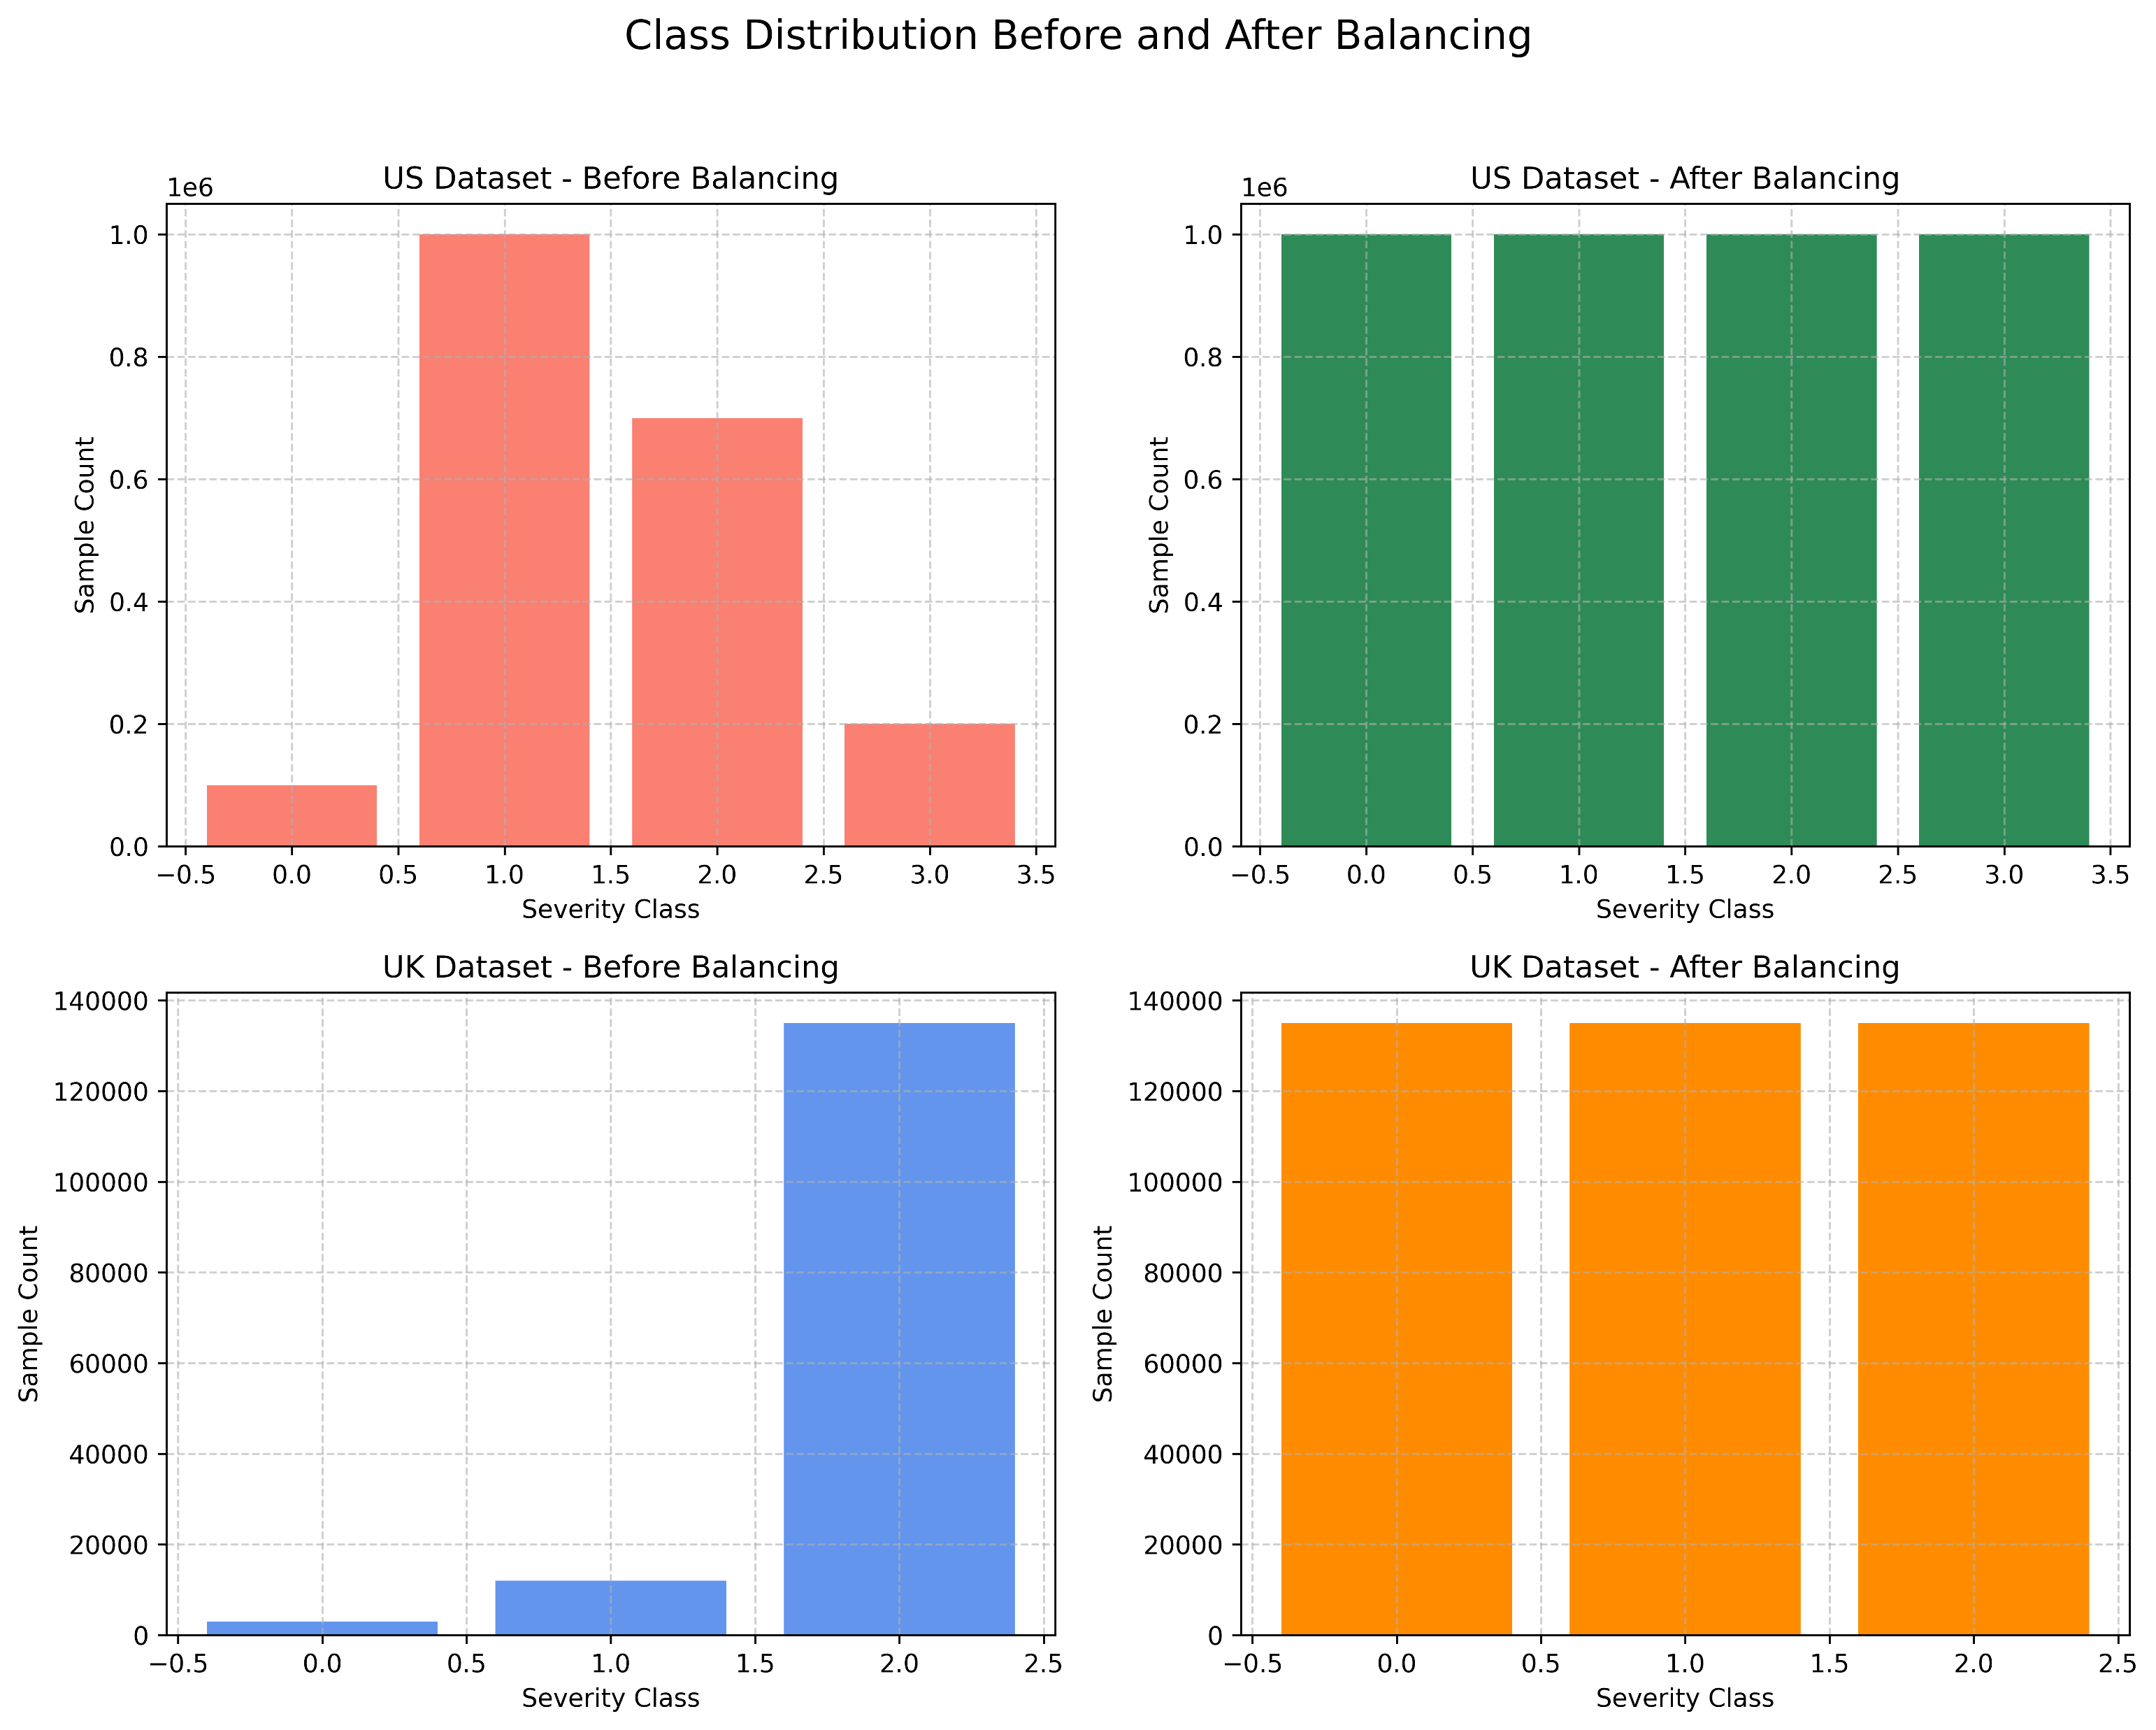 Class Distribution Before and After Balancing
US Dataset - Before Balancing
1e6
1.0
0.8
0.6
0.4
0.2
0.0
Sample Count
−0.5 0.0 0.5 1.0 1.5 2.0 2.5 3.0 3.5
Severity Class
US Dataset - After Balancing
1e6
1.0
0.8
0.6
0.4
0.2
0.0
Sample Count
−0.5 0.0 0.5 1.0 1.5 2.0 2.5 3.0 3.5
Severity Class
UK Dataset - Before Balancing
140000
120000
100000
80000
60000
40000
20000
0
Sample Count
−0.5 0.0 0.5 1.0 1.5 2.0 2.5
Severity Class
UK Dataset - After Balancing
140000
120000
100000
80000
60000
40000
20000
0
Sample Count
−0.5 0.0 0.5 1.0 1.5 2.0 2.5
Severity Class